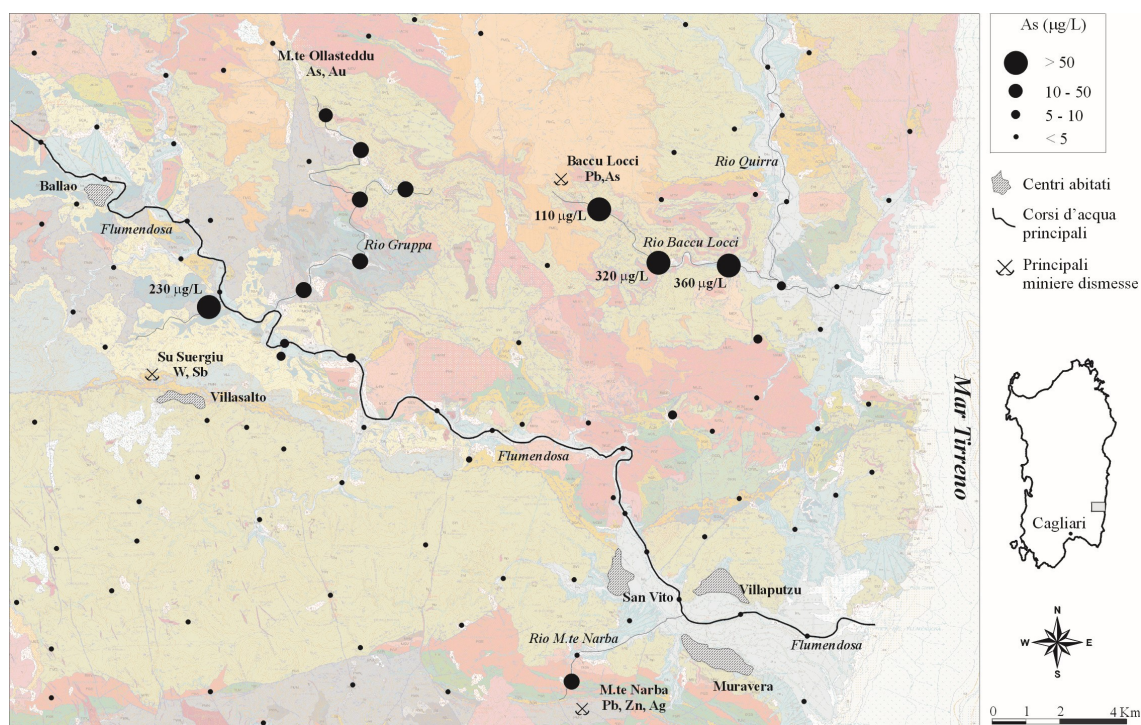 M.te Ollasteddu
As, Au
Ballao
Flumendosa
Rio Gruppa
Baccu Locci
Pb,As
110 µg/L
Rio Quirra
Rio Baccu Locci
320 µg/L
360 µg/L
230 µg/L
Su Suergiu
W, Sb
Villasalto
Flumendosa
Mar Tirreno
San Vito
Villaputzu
Rio M.te Narba
Flumendosa
Muravera
M.te Narba
Pb, Zn, Ag
As (µg/L)
> 50
10 - 50
5 - 10
< 5
Centri abitati
Corsi d'acqua
principali
Principali
miniere dismesse
Cagliari
N
W
E
S
0 1 2 4 Km